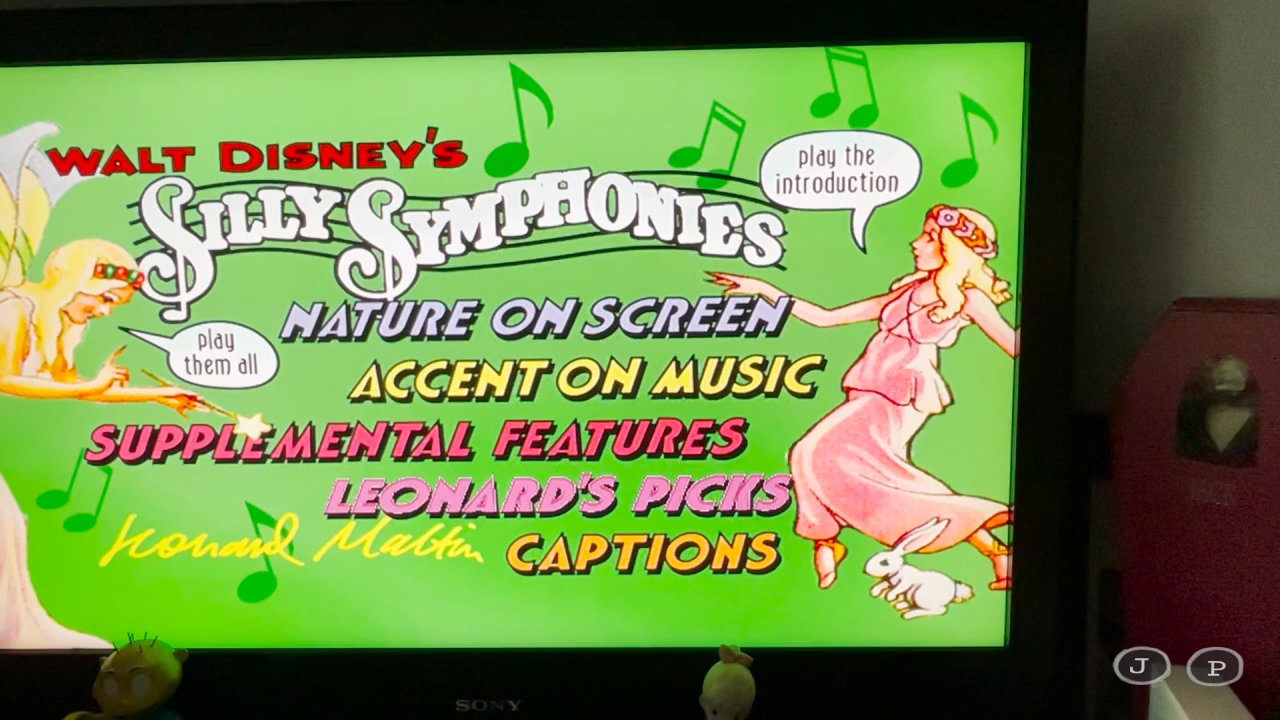 WALT DISNEY'S
SILLY SYMPHONIES
play the
introduction
NATURE ON SCREEN
play
them all
ACCENT ON MUSIC
SUPPLEMENTAL FEATURES
LEONARD'S PICKS
Leonard Maltin
CAPTIONS
SONY
J P